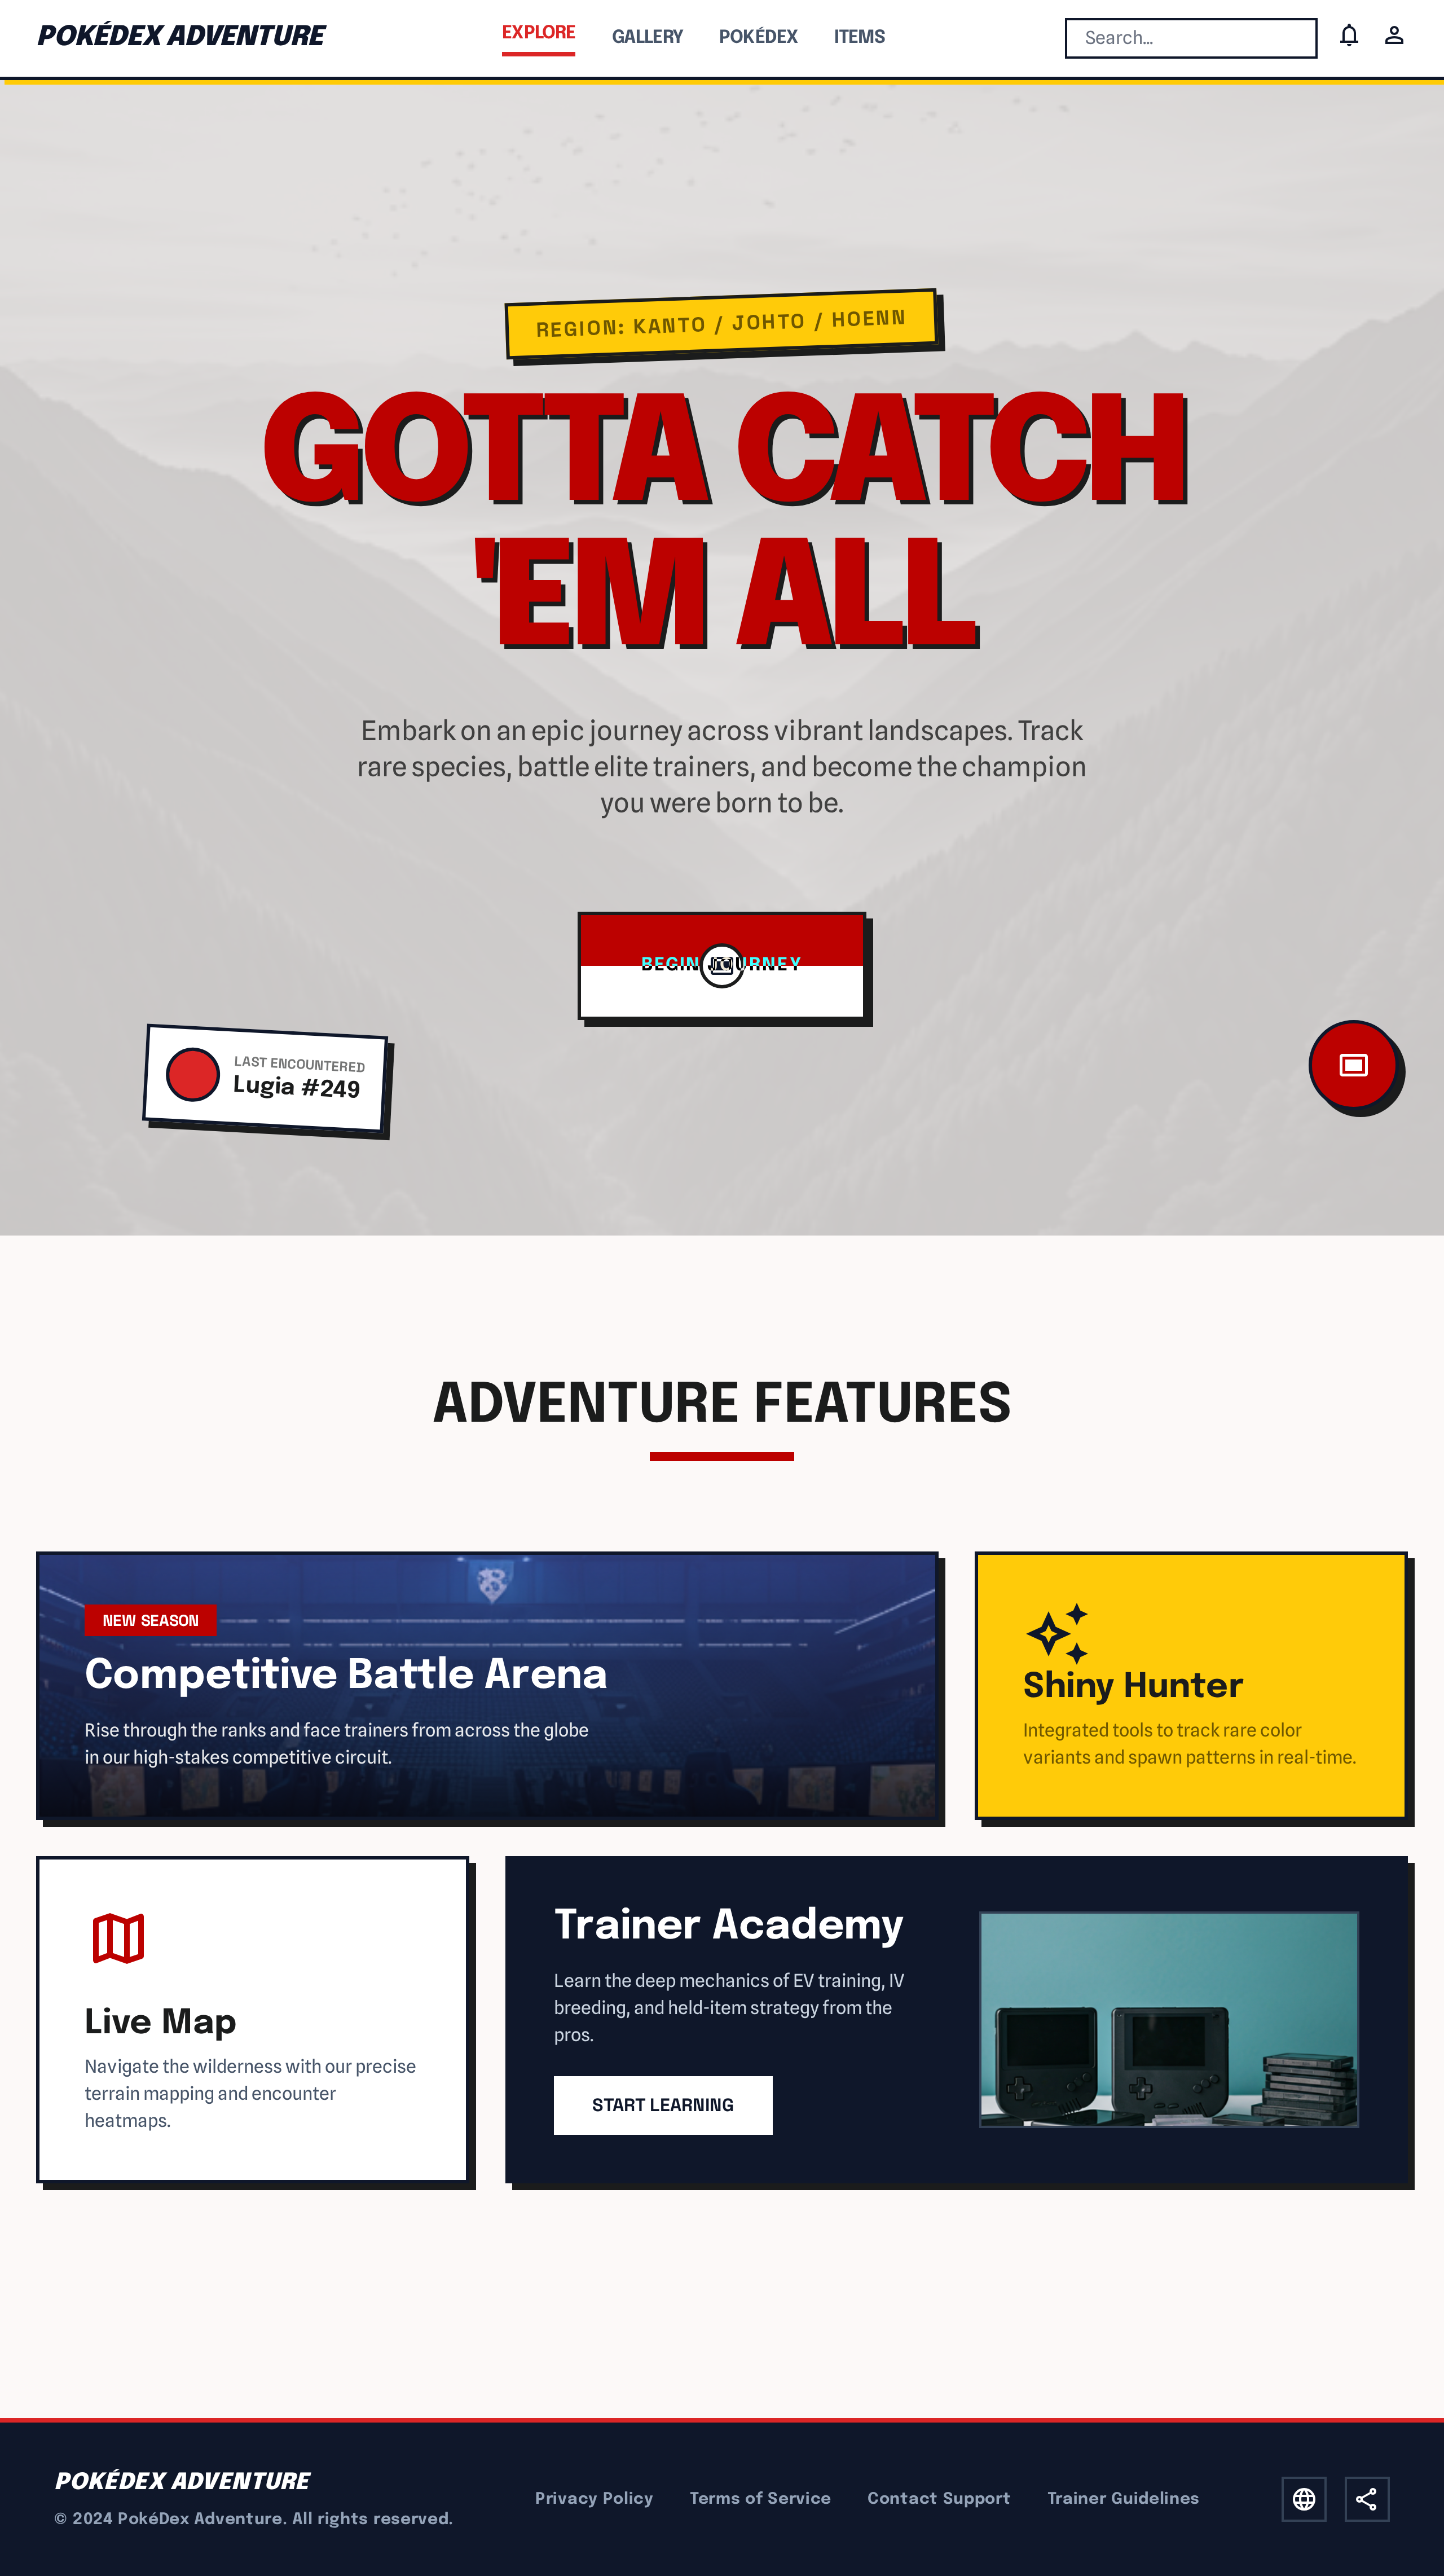 POKÉDEX ADVENTURE
EXPLORE
GALLERY
POKÉDEX
ITEMS
Search...
REGION: KANTO / JOHTO / HOENN
GOTTA CATCH
'EM ALL
Embark on an epic journey across vibrant landscapes. Track
rare species, battle elite trainers, and become the champion
you were born to be.
BEGIN JOURNEY
LAST ENCOUNTERED
Lugia #249
ADVENTURE FEATURES
NEW SEASON
Competitive Battle Arena
Rise through the ranks and face trainers from across the globe
in our high-stakes competitive circuit.
Shiny Hunter
Integrated tools to track rare color
variants and spawn patterns in real-time.
Live Map
Navigate the wilderness with our precise
terrain mapping and encounter
heatmaps.
Trainer Academy
Learn the deep mechanics of EV training, IV
breeding, and held-item strategy from the
pros.
START LEARNING
POKÉDEX ADVENTURE
© 2024 PokéDex Adventure. All rights reserved.
Privacy Policy
Terms of Service
Contact Support
Trainer Guidelines